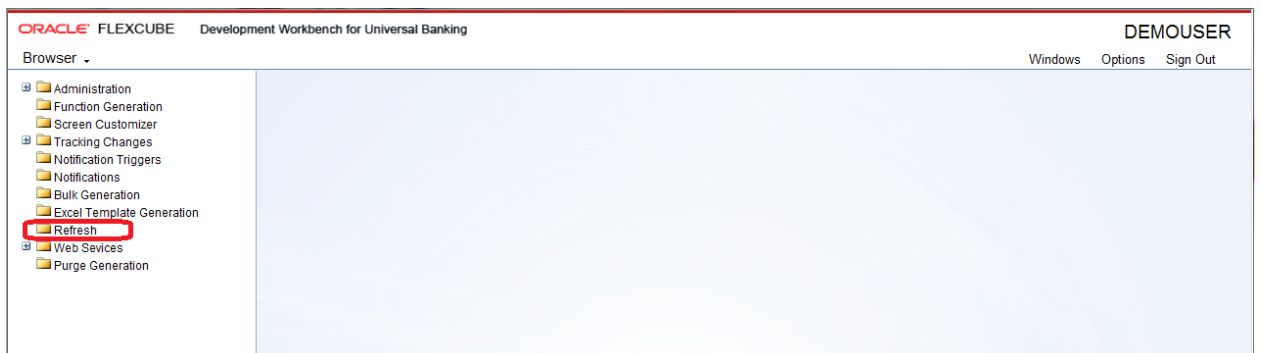 ORACLE® FLEXCUBE Development Workbench for Universal Banking DEMOUSER
Browser Windows Options Sign Out
Administration
Function Generation
Screen Customizer
Tracking Changes
Notification Triggers
Notifications
Bulk Generation
Excel Template Generation
Refresh
Web Sevices
Purge Generation